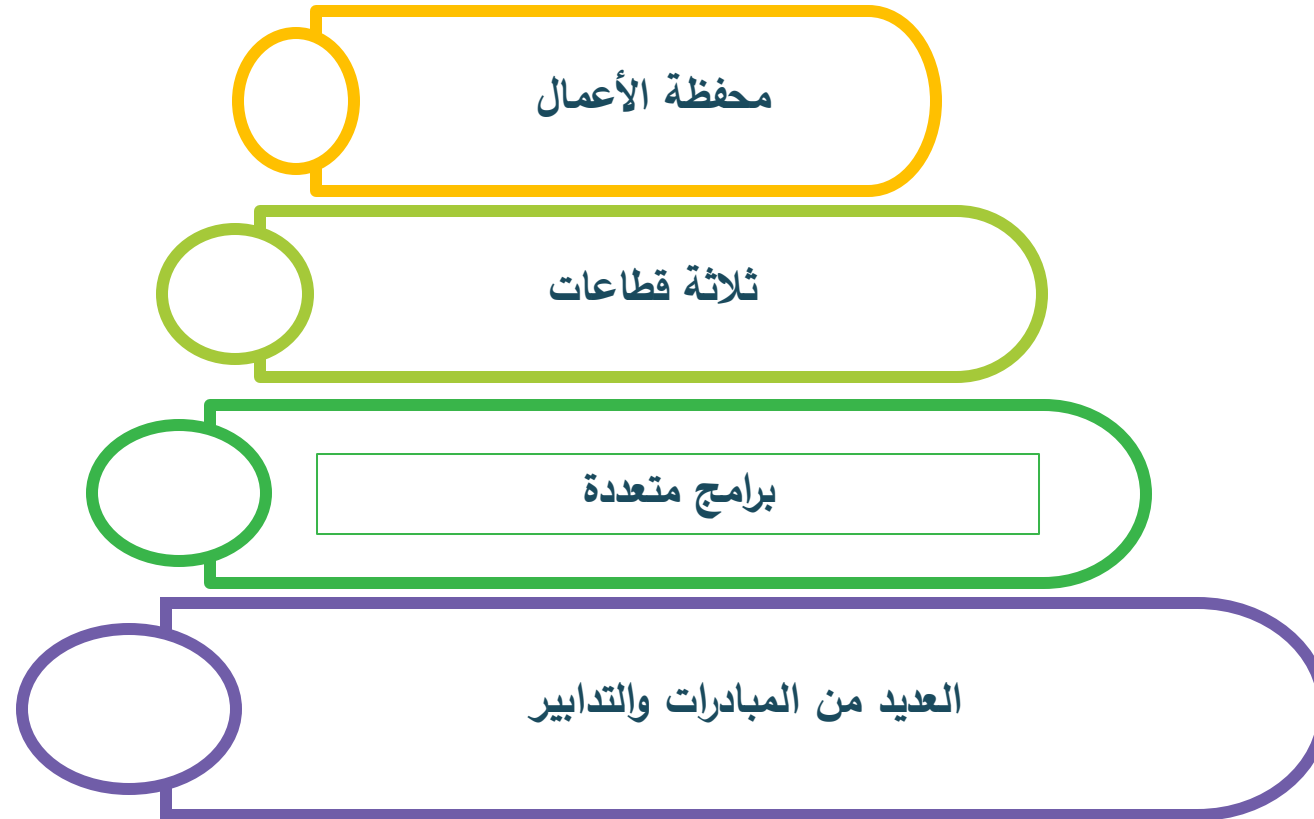 محفظة الأعمال
ثلاثة قطاعات
برامج متعددة
العديد من المبادرات والتدابير